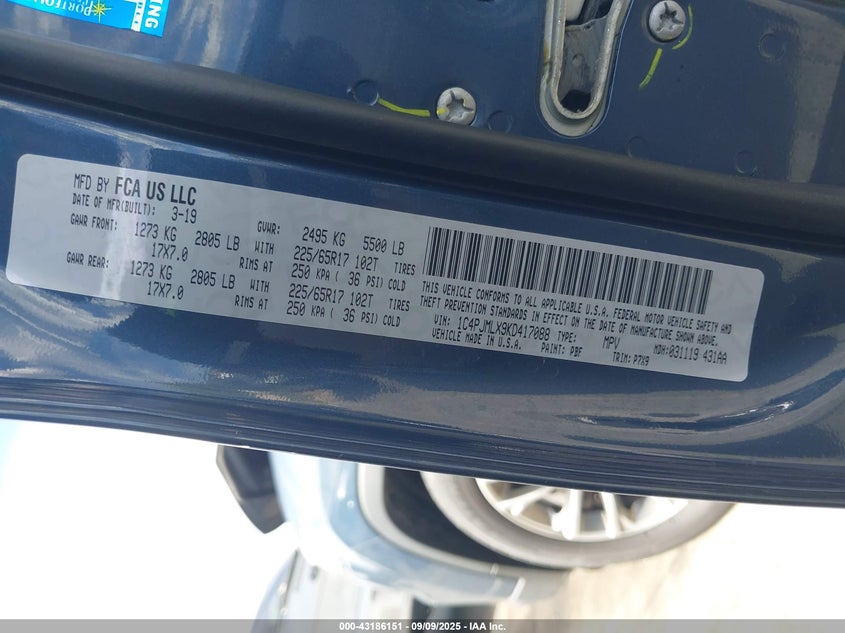 MFD BY FCA US LLC
DATE OF MFR(BUILT): 3-19
GVWR: 2495 KG 5500 LB
GAWR FRONT: 1273 KG 2805 LB WITH 225/65R17 102T TIRES
17X7.0 RIMS AT 250 KPA ( 36 PSI) COLD
GAWR REAR: 1273 KG 2805 LB WITH 225/65R17 102T TIRES
17X7.0 RIMS AT 250 KPA ( 36 PSI) COLD
THIS VEHICLE CONFORMS TO ALL APPLICABLE U.S.A. FEDERAL MOTOR VEHICLE SAFETY AND
THEFT PREVENTION STANDARDS IN EFFECT ON THE DATE OF MANUFACTURE SHOWN ABOVE.
VIN: 1C4PJMLX9KD417088 TYPE: MPV MDH:031119 431AA
VEHICLE MADE IN U.S.A. PAINT: PBF TRIM: P7X9
000-43186151 - 09/09/2025 - IAA Inc.